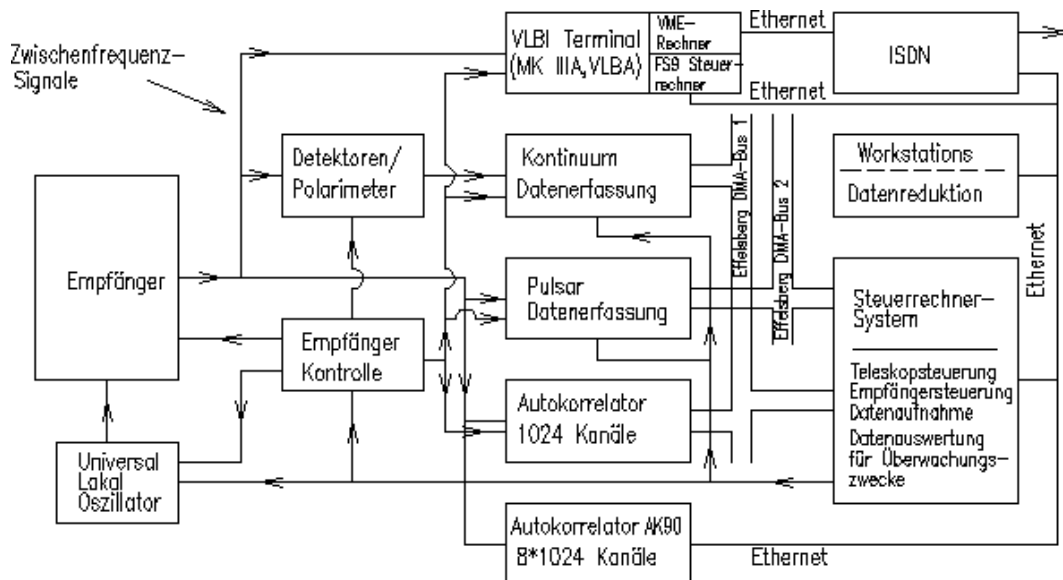 Zwischenfrequenz-
Signale
VLBI Terminal
(MK IIIA,VLBA)
VME-
Rechner
FS9 Steuer-
rechner
Ethernet
ISDN
Ethernet
Detektoren/
Polarimeter
Kontinuum
Datenerfassung
Effelsberg DMA-Bus 1
Effelsberg DMA-Bus 2
Workstations
Datenreduktion
Ethernet
Empfänger
Pulsar
Datenerfassung
Steuerrechner-
System
Empfänger
Kontrolle
Teleskopsteuerung
Empfängersteuerung
Datenaufnahme
Datenauswertung
für Überwachungs-
zwecke
Autokorrelator
1024 Kanäle
Universal
Lakal
Oszillator
Autokorrelator AK90
8*1024 Kanäle
Ethernet